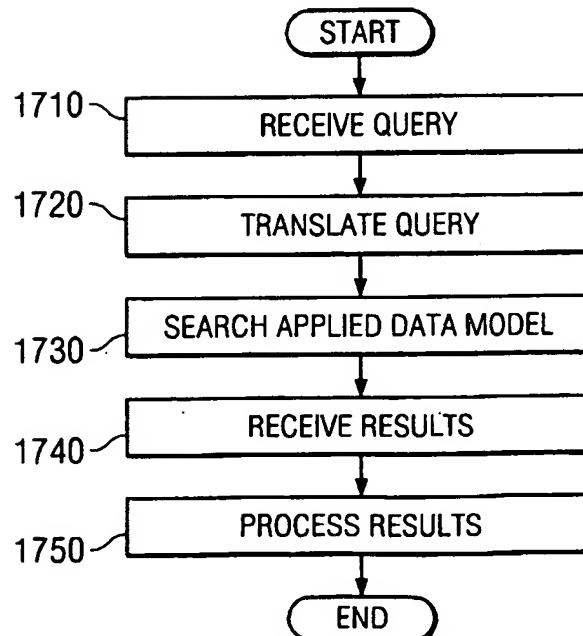 START
1710 RECEIVE QUERY
1720 TRANSLATE QUERY
1730 SEARCH APPLIED DATA MODEL
1740 RECEIVE RESULTS
1750 PROCESS RESULTS
END